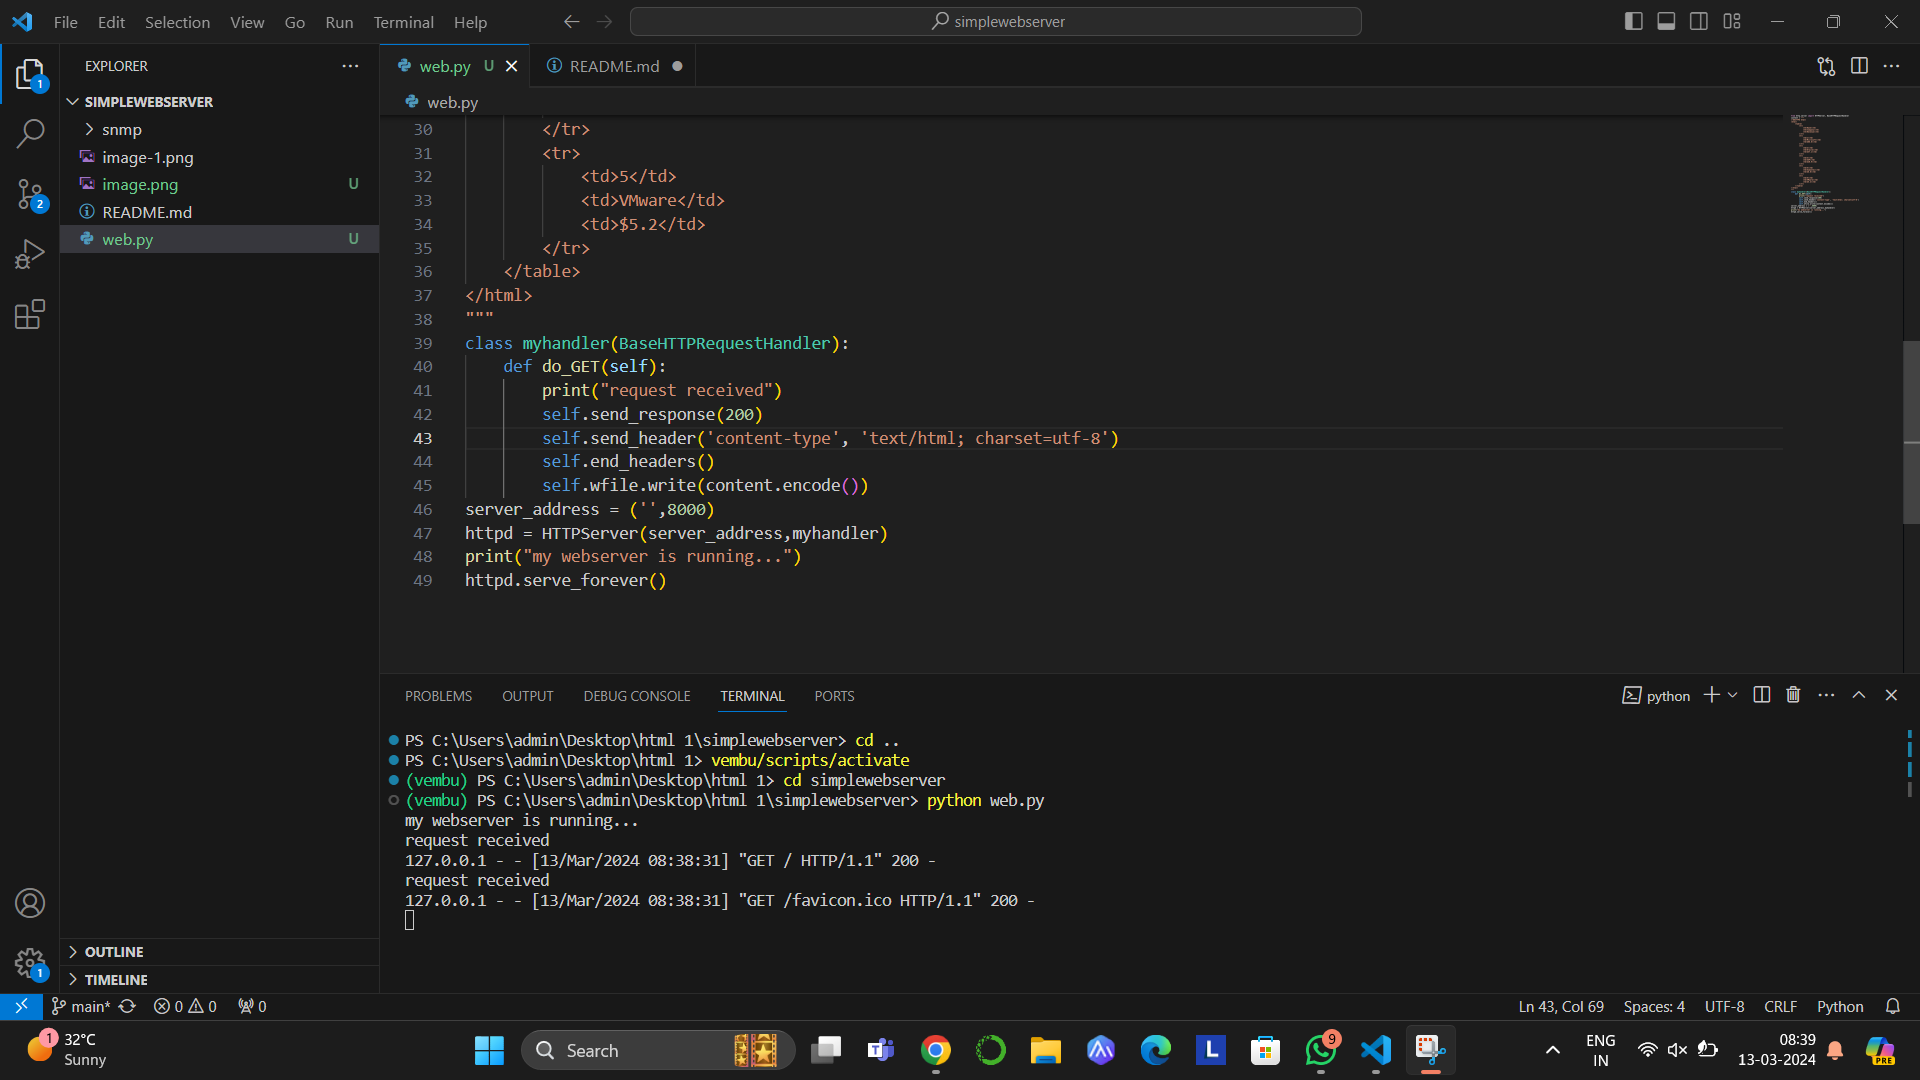 File Edit Selection View Go Run Terminal Help
simplewebserver
EXPLORER
web.py U
README.md
SIMPLEWEBSERVER
snmp
image-1.png
image.png U
README.md
web.py U
web.py
30 </tr>
31 <tr>
32 <td>5</td>
33 <td>VMware</td>
34 <td>$5.2</td>
35 </tr>
36 </table>
37 </html>
38 """
39 class myhandler(BaseHTTPRequestHandler):
40 def do_GET(self):
41 print("request received")
42 self.send_response(200)
43 self.send_header('content-type', 'text/html; charset=utf-8')
44 self.end_headers()
45 self.wfile.write(content.encode())
46 server_address = ('',8000)
47 httpd = HTTPServer(server_address,myhandler)
48 print("my webserver is running...")
49 httpd.serve_forever()
PROBLEMS OUTPUT DEBUG CONSOLE TERMINAL PORTS
python
PS C:\Users\admin\Desktop\html 1\simplewebserver> cd ..
PS C:\Users\admin\Desktop\html 1> vembu/scripts/activate
(vembu) PS C:\Users\admin\Desktop\html 1> cd simplewebserver
(vembu) PS C:\Users\admin\Desktop\html 1\simplewebserver> python web.py
my webserver is running...
request received
127.0.0.1 - - [13/Mar/2024 08:38:31] "GET / HTTP/1.1" 200 -
request received
127.0.0.1 - - [13/Mar/2024 08:38:31] "GET /favicon.ico HTTP/1.1" 200 -
1
2
1
OUTLINE
TIMELINE
main* 0 0 0
Ln 43, Col 69 Spaces: 4 UTF-8 CRLF Python
1
32°C
Sunny
Search
L
9
ENG
IN
08:39
13-03-2024
PRE